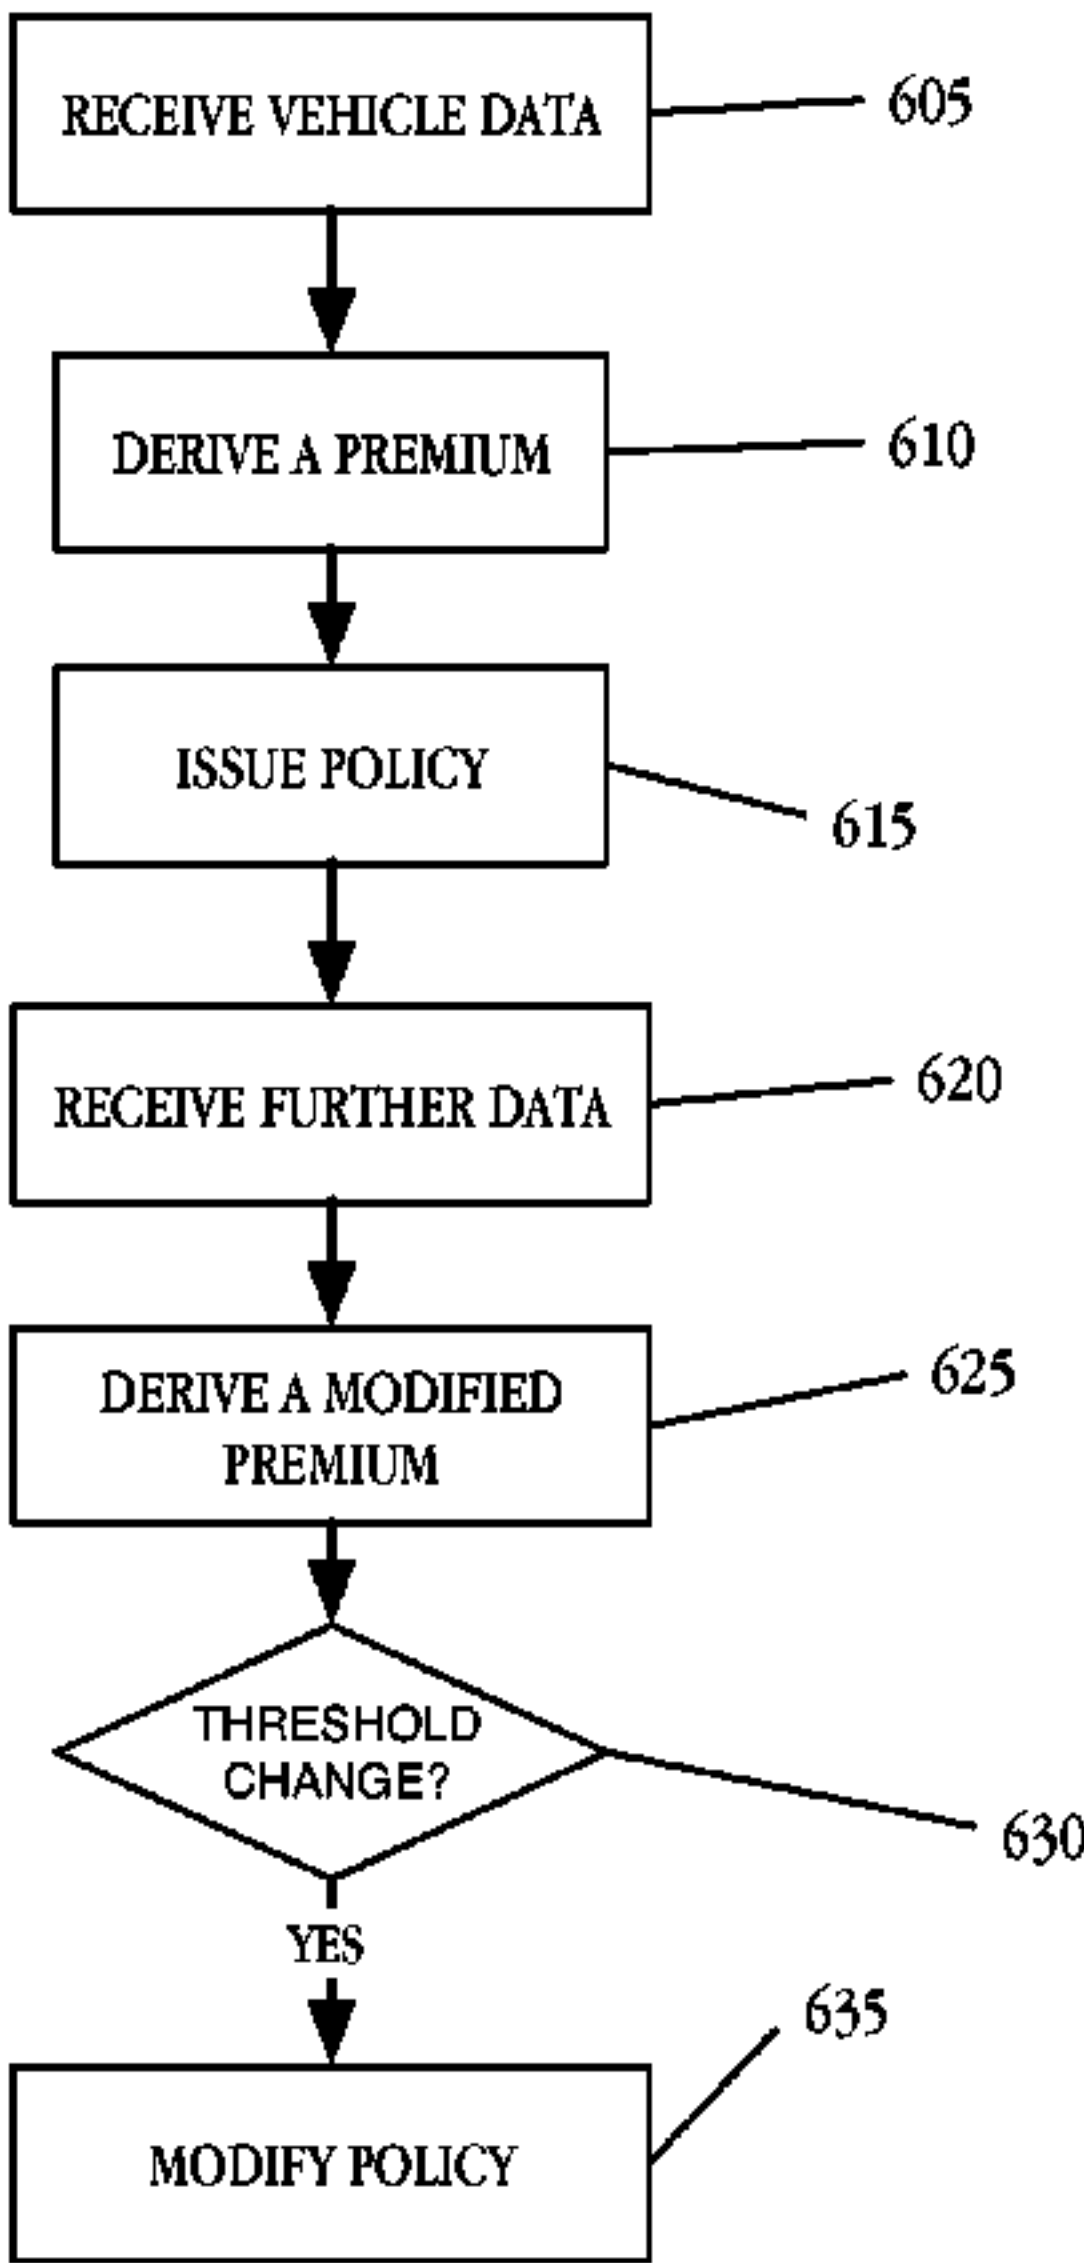 RECEIVE VEHICLE DATA
605
DERIVE A PREMIUM
610
ISSUE POLICY
615
RECEIVE FURTHER DATA
620
DERIVE A MODIFIED
PREMIUM
625
THRESHOLD
CHANGE?
630
YES
635
MODIFY POLICY